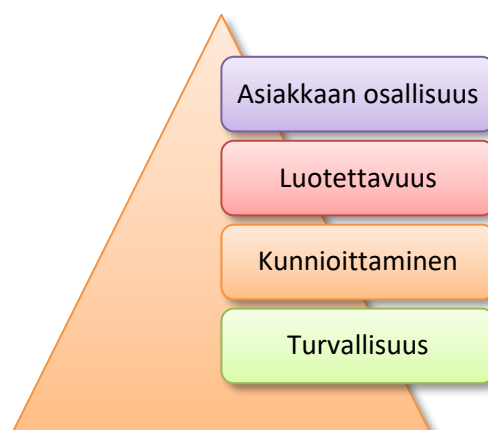 Asiakkaan osallisuus
Luotettavuus
Kunnioittaminen
Turvallisuus